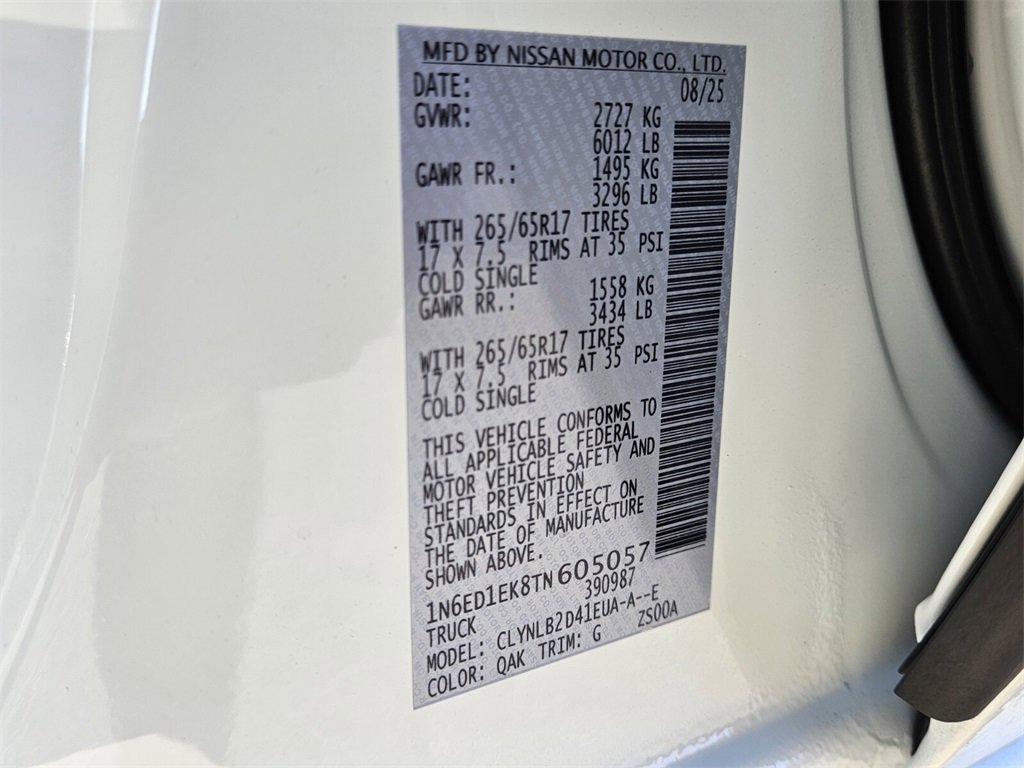 MFD BY NISSAN MOTOR CO., LTD.
DATE: 08/25
GVWR: 2727 KG
6012 LB
GAWR FR.: 1495 KG
3296 LB
WITH 265/65R17 TIRES
17 X 7.5 RIMS AT 35 PSI
COLD SINGLE
GAWR RR.: 1558 KG
3434 LB
WITH 265/65R17 TIRES
17 X 7.5 RIMS AT 35 PSI
COLD SINGLE
THIS VEHICLE CONFORMS TO
ALL APPLICABLE FEDERAL
MOTOR VEHICLE SAFETY AND
THEFT PREVENTION
STANDARDS IN EFFECT ON
THE DATE OF MANUFACTURE
SHOWN ABOVE.
1N6ED1EK8TN605057
TRUCK 390987
MODEL: CLYNLB2D41EUA-A--E
COLOR: QAK TRIM: G ZS00A